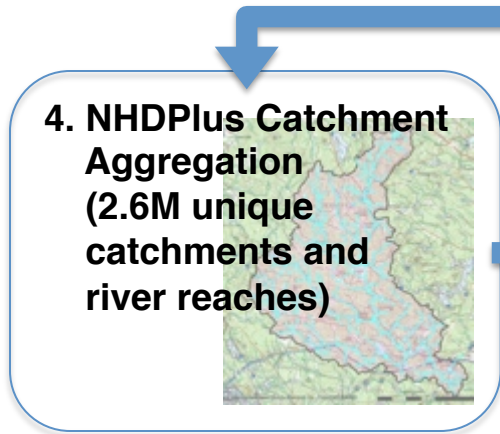 4. NHDPlus Catchment
Aggregation
(2.6M unique
catchments and
river reaches)